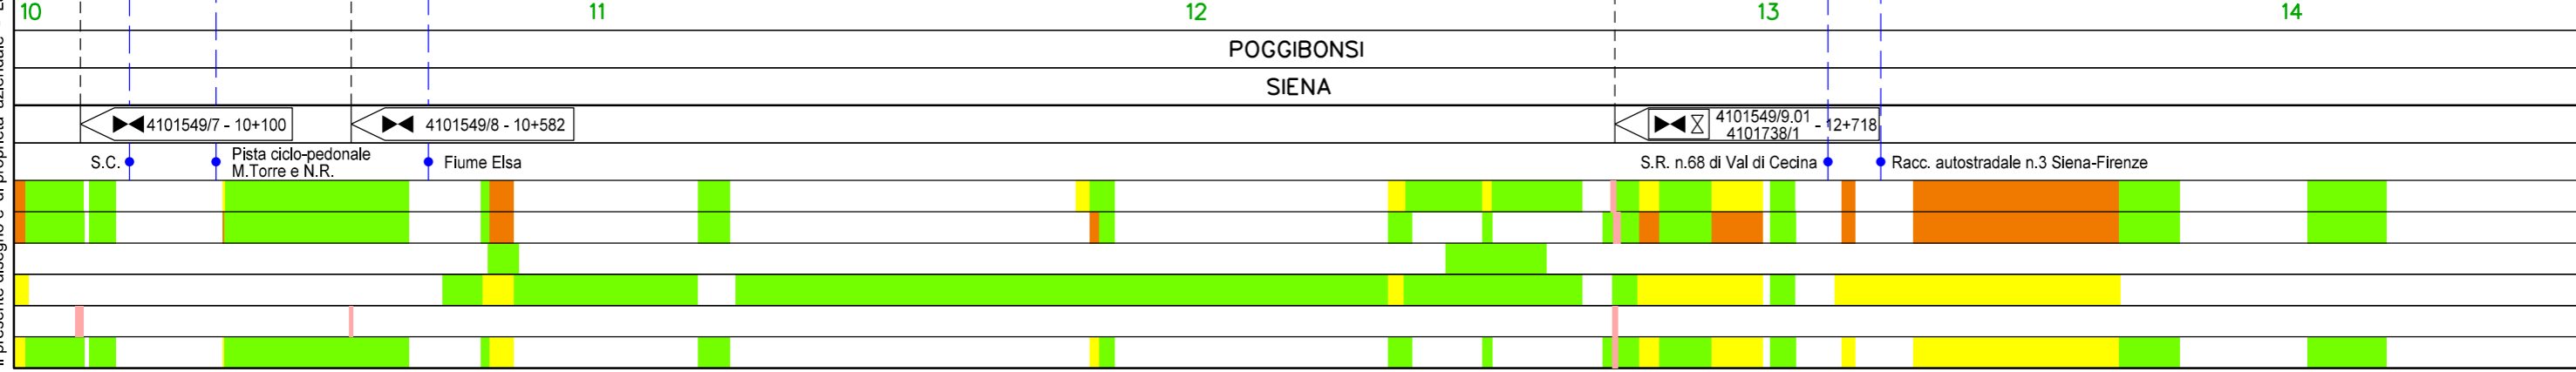 10 11 12 13 14
POGGIBONSI
SIENA
4101549/7 - 10+100
4101549/8 - 10+582
4101549/9.01
4101738/1 - 12+718
S.C.
Pista ciclo-pedonale
M.Torre e N.R.
Fiume Elsa
S.R. n.68 di Val di Cecina
Racc. autostradale n.3 Siena-Firenze